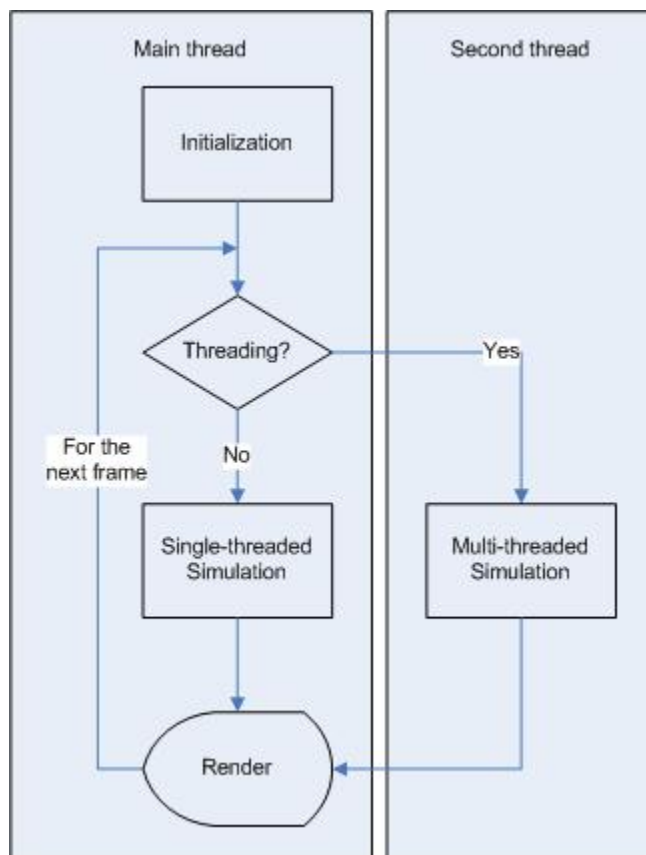 Main thread
Second thread
Initialization
Threading?
Yes
For the
next frame
No
Single-threaded
Simulation
Multi-threaded
Simulation
Render